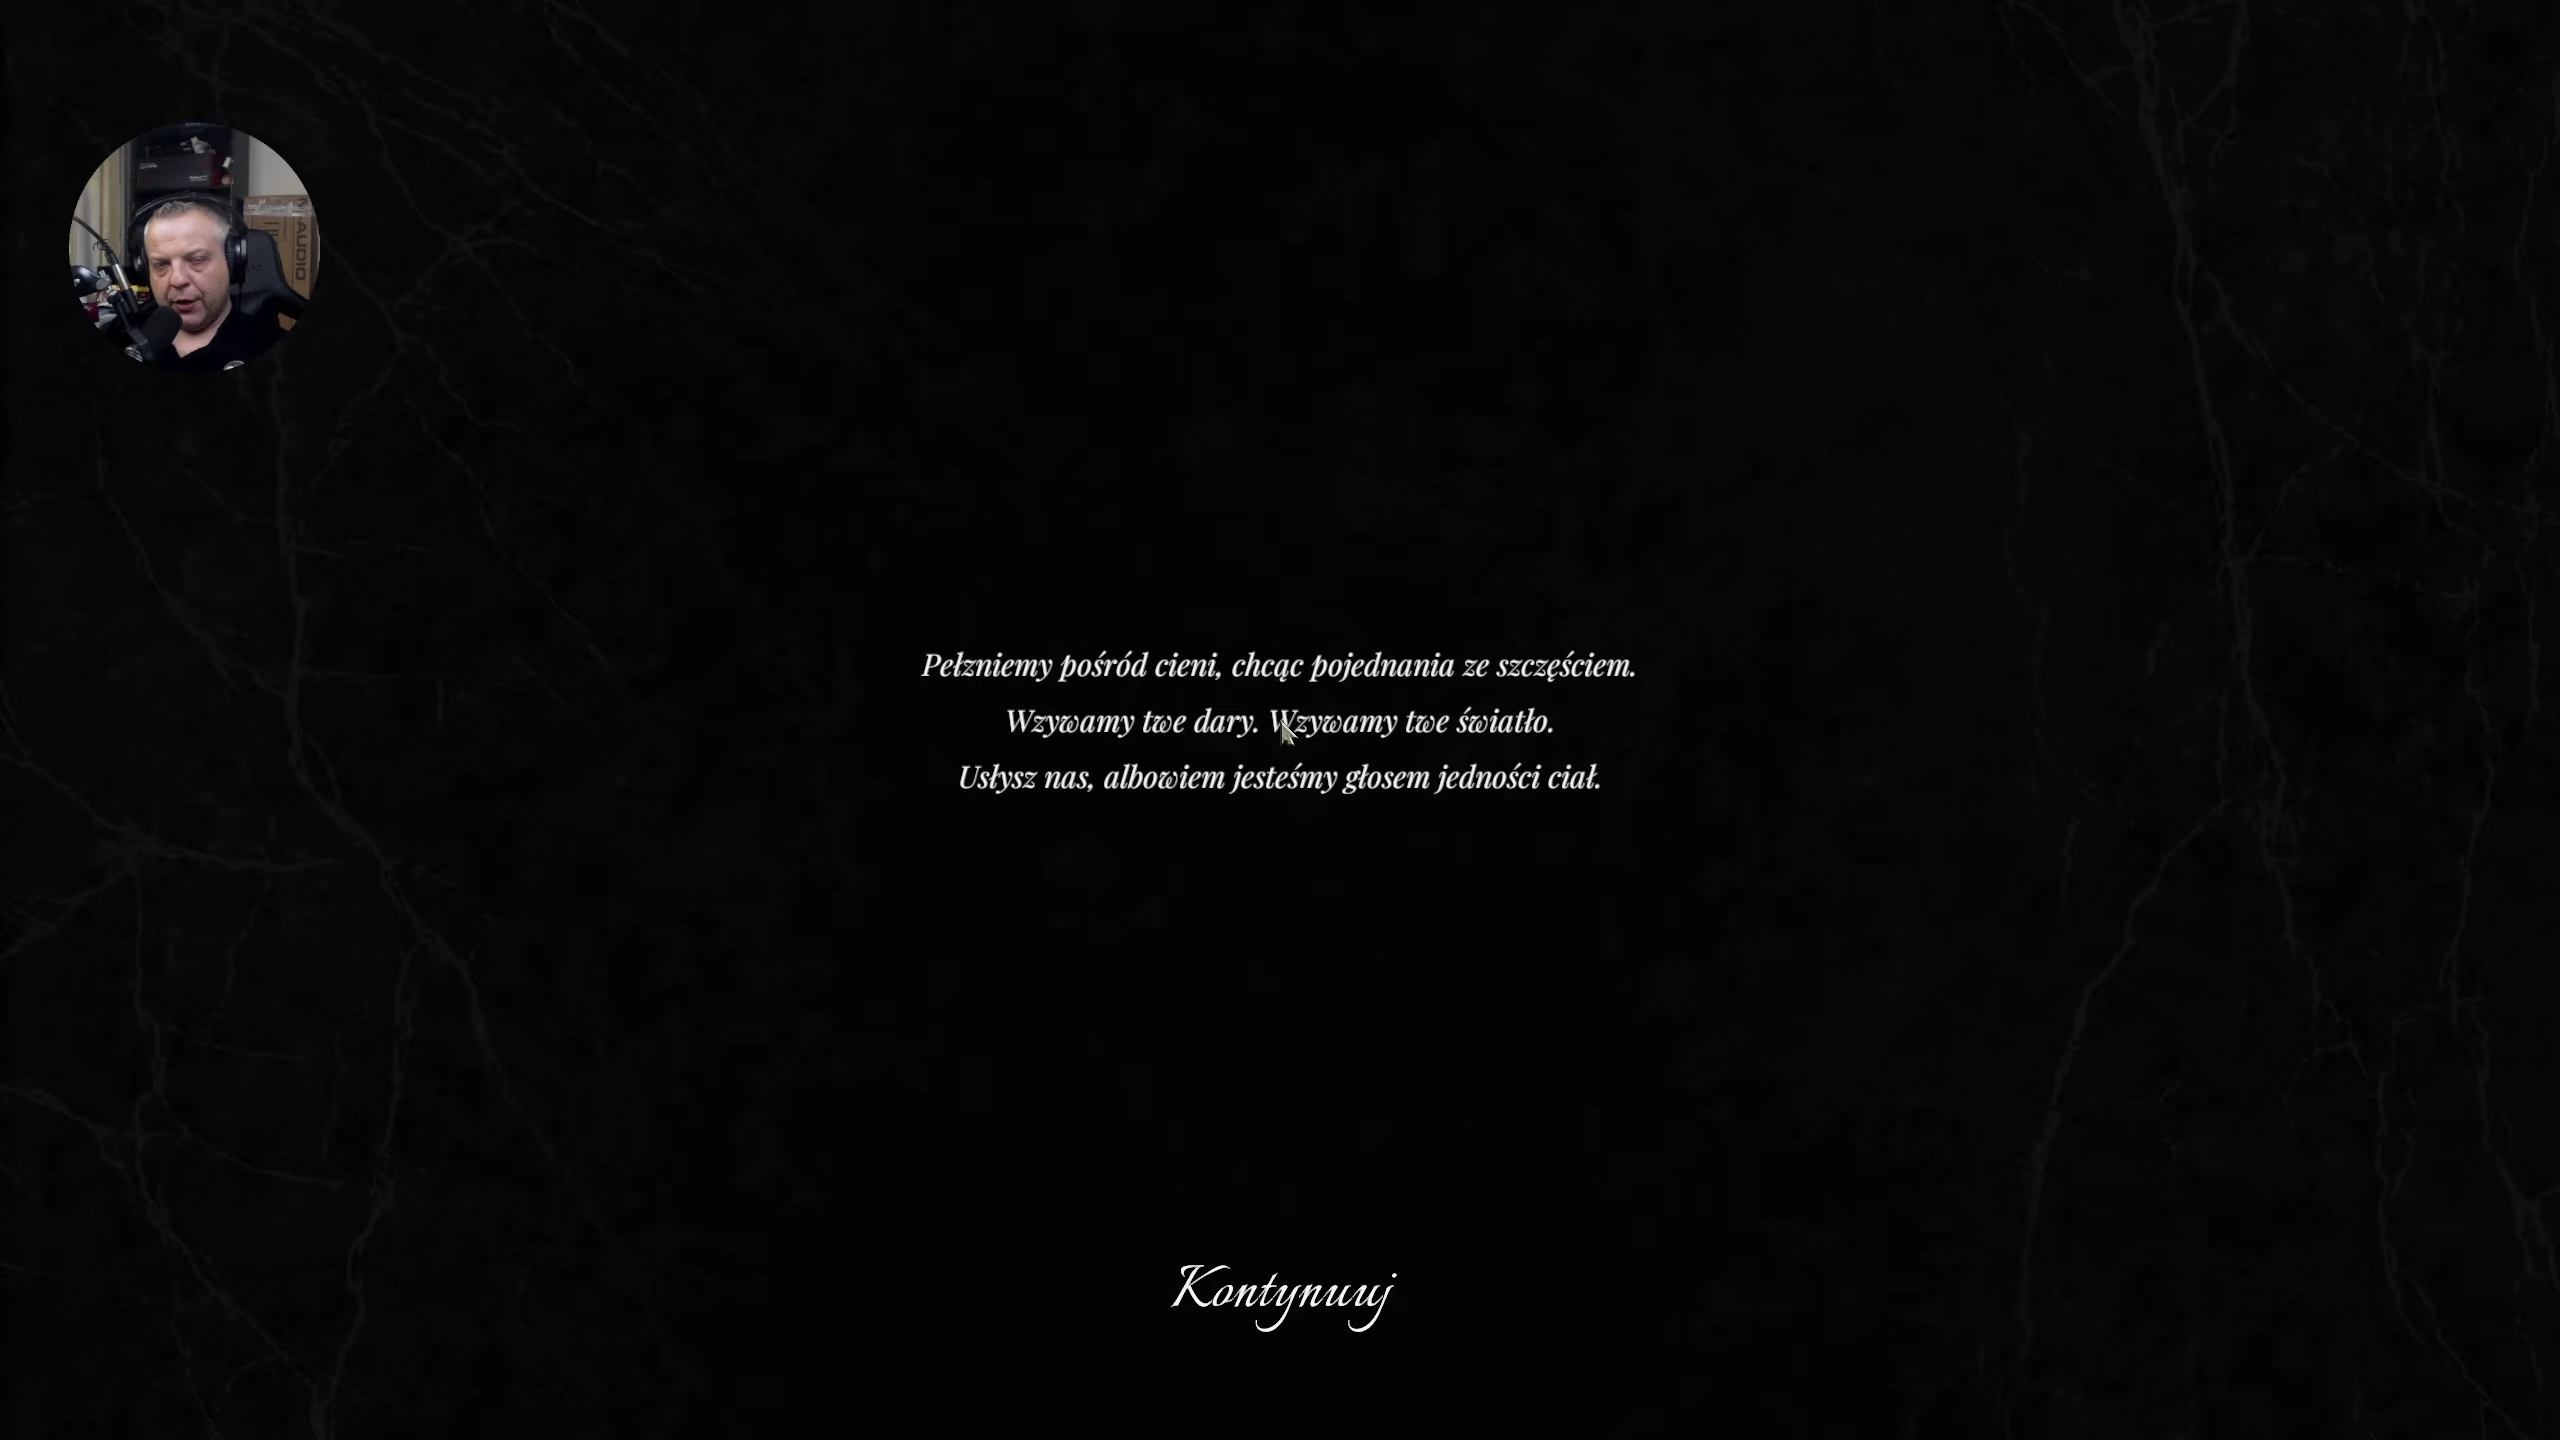 AUDIO
Pełzniemy pośród cieni, chcąc pojednania ze szczęściem.
Wzywamy twe dary. Wzywamy twe światło.
Usłysz nas, albowiem jesteśmy głosem jedności ciał.
Kontynuuj